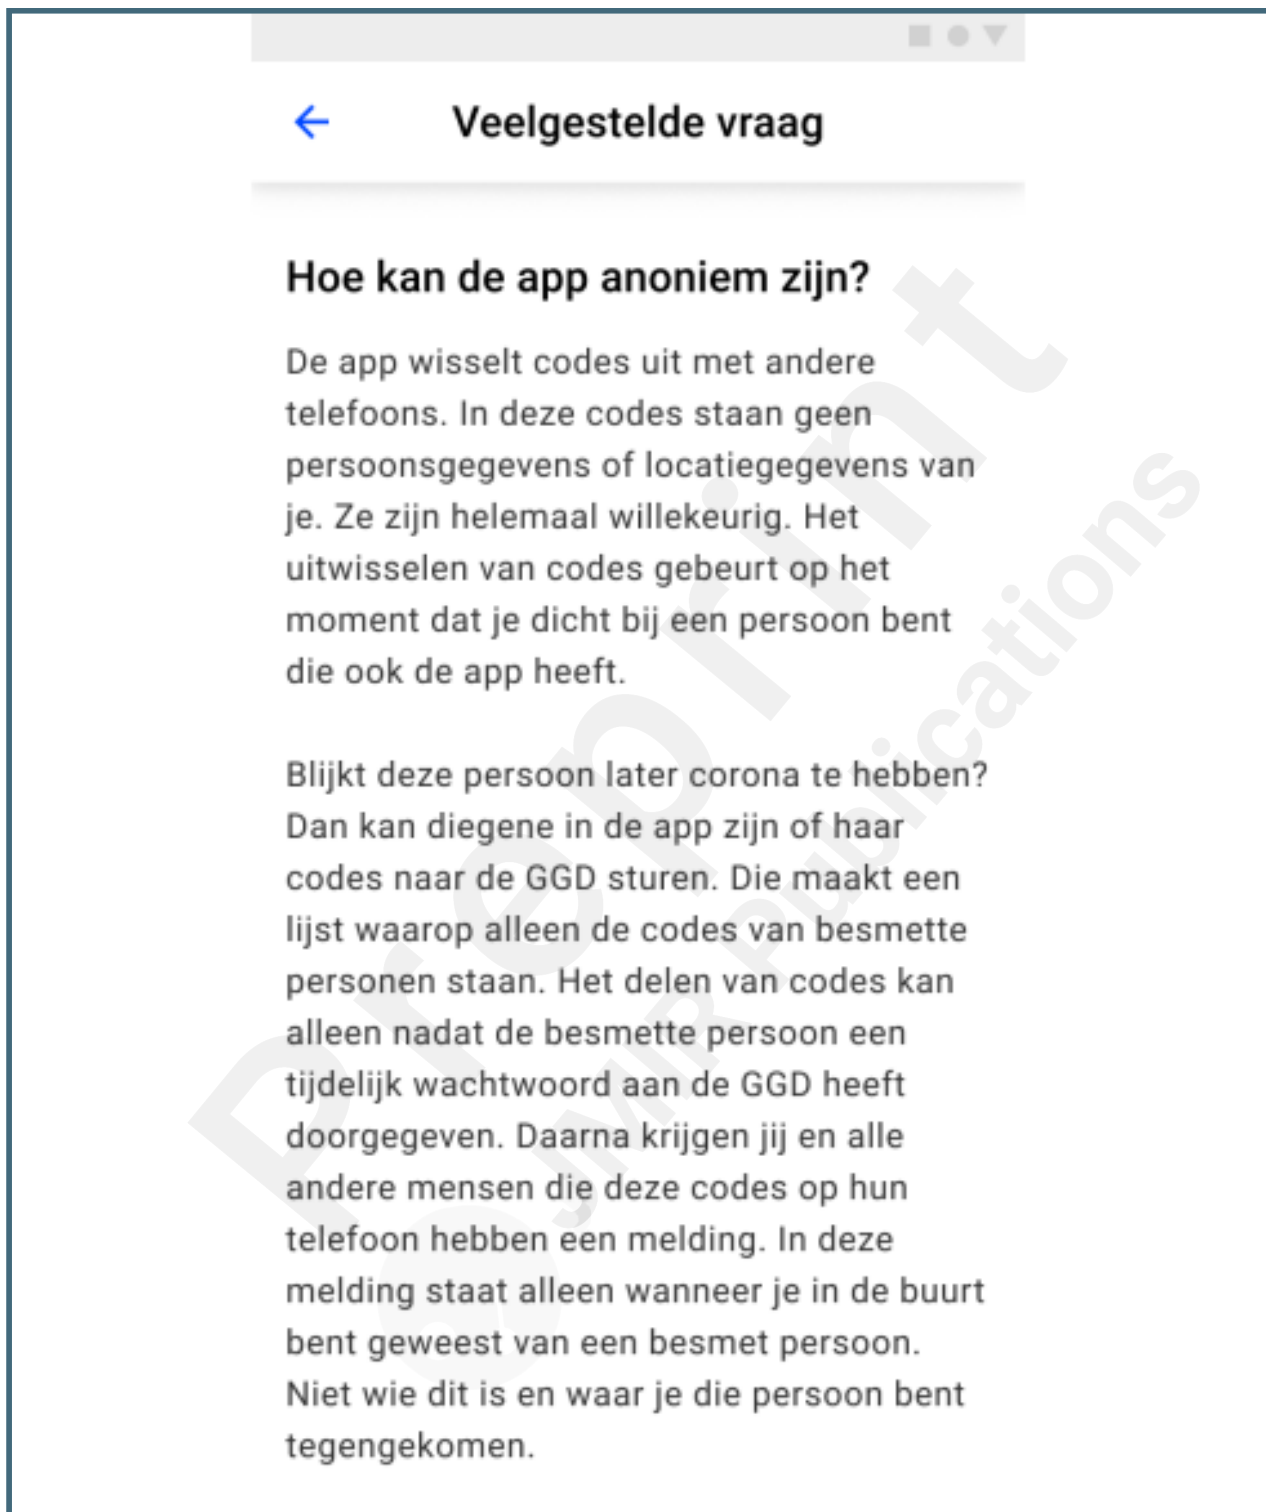 Veelgestelde vraag
Hoe kan de app anoniem zijn?
De app wisselt codes uit met andere
telefoons. In deze codes staan geen
persoonsgegevens of locatiegegevens van
je. Ze zijn helemaal willekeurig. Het
uitwisselen van codes gebeurt op het
moment dat je dicht bij een persoon bent
die ook de app heeft.
Blijkt deze persoon later corona te hebben?
Dan kan diegene in de app zijn of haar
codes naar de GGD sturen. Die maakt een
lijst waarop alleen de codes van besmette
personen staan. Het delen van codes kan
alleen nadat de besmette persoon een
tijdelijk wachtwoord aan de GGD heeft
doorgegeven. Daarna krijgen jij en alle
andere mensen die deze codes op hun
telefoon hebben een melding. In deze
melding staat alleen wanneer je in de buurt
bent geweest van een besmet persoon.
Niet wie dit is en waar je die persoon bent
tegengekomen.
Preprint
JMIR Publications